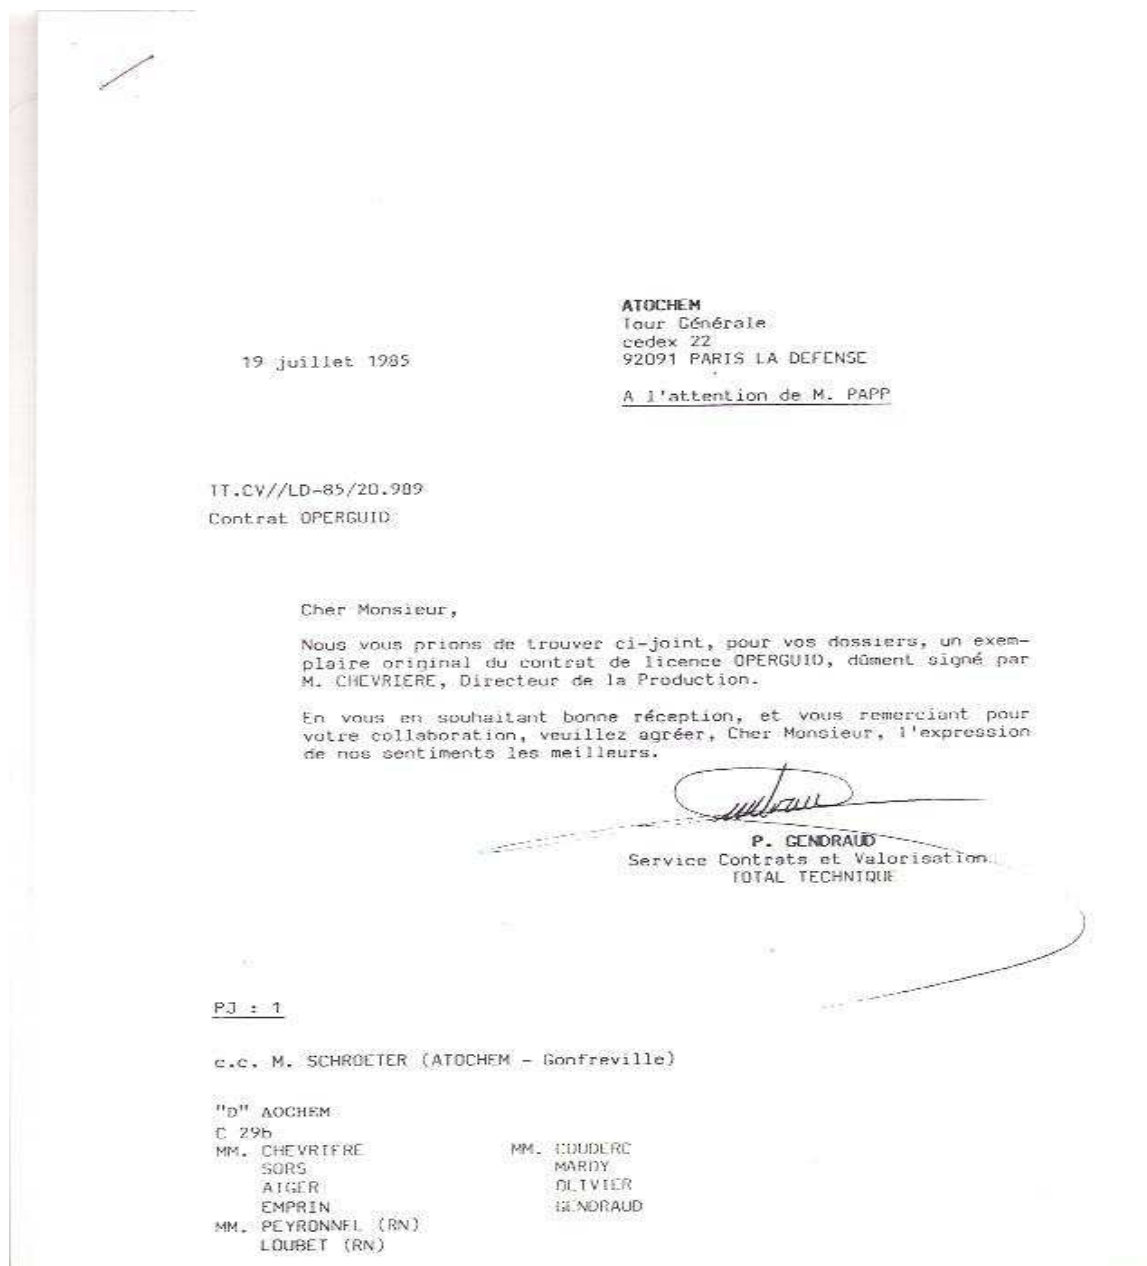 ATOCHEM
Tour Générale
cedex 22
92091 PARIS LA DEFENSE
19 juillet 1985
A l'attention de M. PAPP
TT.CV//LD-85/20.989
Contrat OPERGUID
Cher Monsieur,
Nous vous prions de trouver ci-joint, pour vos dossiers, un exem-
plaire original du contrat de licence OPERGUID, dûment signé par
M. CHEVRIERE, Directeur de la Production.
En vous en souhaitant bonne réception, et vous remerciant pour
votre collaboration, veuillez agréer, Cher Monsieur, l'expression
de nos sentiments les meilleurs.
P. GENDRAUD
Service Contrats et Valorisation
TOTAL TECHNIQUE
PJ : 1
c.c. M. SCHROETER (ATOCHEM - Gonfreville)
"D" AOCHEM
C 296
MM. CHEVRIERE MM. COUDERC
SORS MARDY
AIGER OLIVIER
EMPRIN GENDRAUD
MM. PEYRONNEL (RN)
LOUBET (RN)